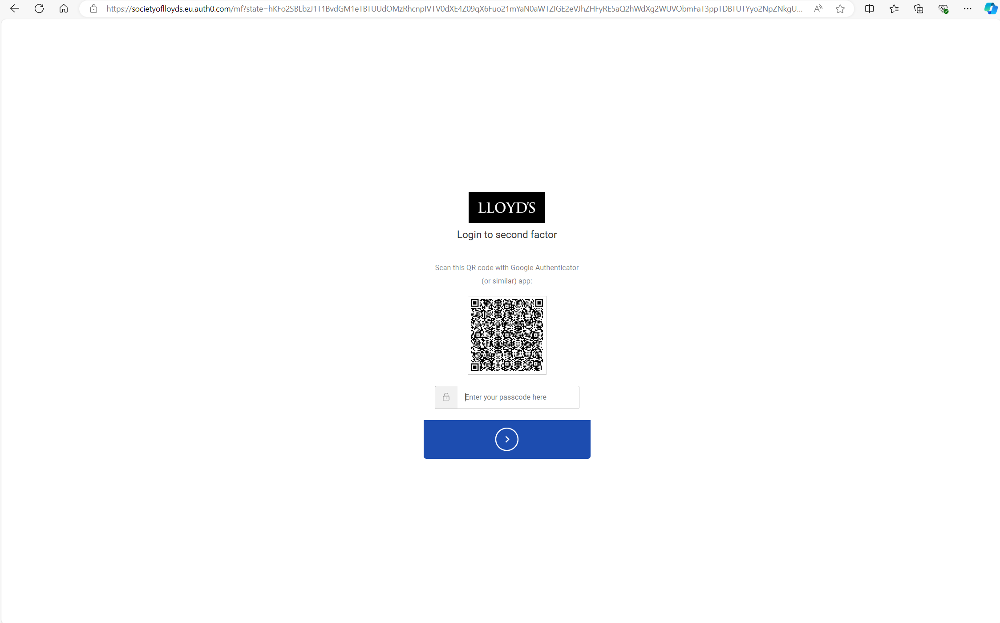 https://societyoflloyds.eu.auth0.com/mf?state=hKFo2SBLbzJ1T1BvdGM1eTBTUUdOMzRhcnpIVTV0dXE4Z09qX6Fuo21mYaN0aWTZIGE2eVJhZHFyRE5aQ2hWdXg2WUVObmFaT3ppTDBTUTYyo2NpZNkgU...
LLOYD'S
Login to second factor
Scan this QR code with Google Authenticator
(or similar) app:
Enter your passcode here